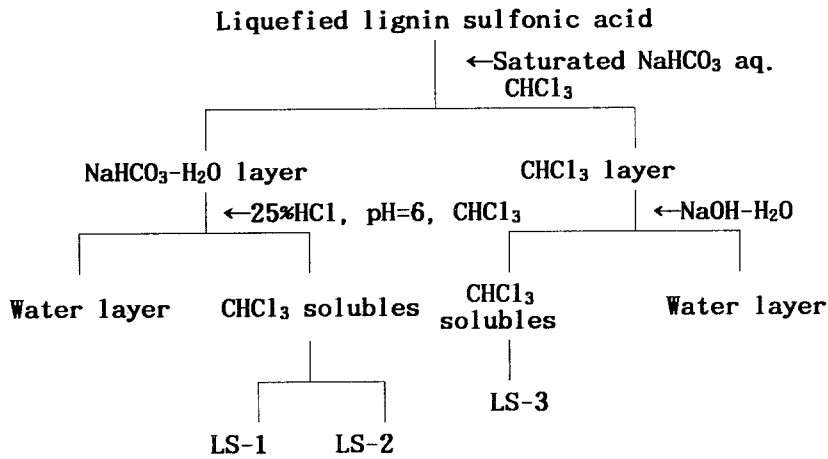 Liquefied lignin sulfonic acid
←Saturated NaHCO₃ aq.
CHCl₃
NaHCO₃-H₂O layer
CHCl₃ layer
←25%HCl, pH=6, CHCl₃
←NaOH-H₂O
Water layer
CHCl₃ solubles
CHCl₃
solubles
Water layer
LS-1
LS-2
LS-3